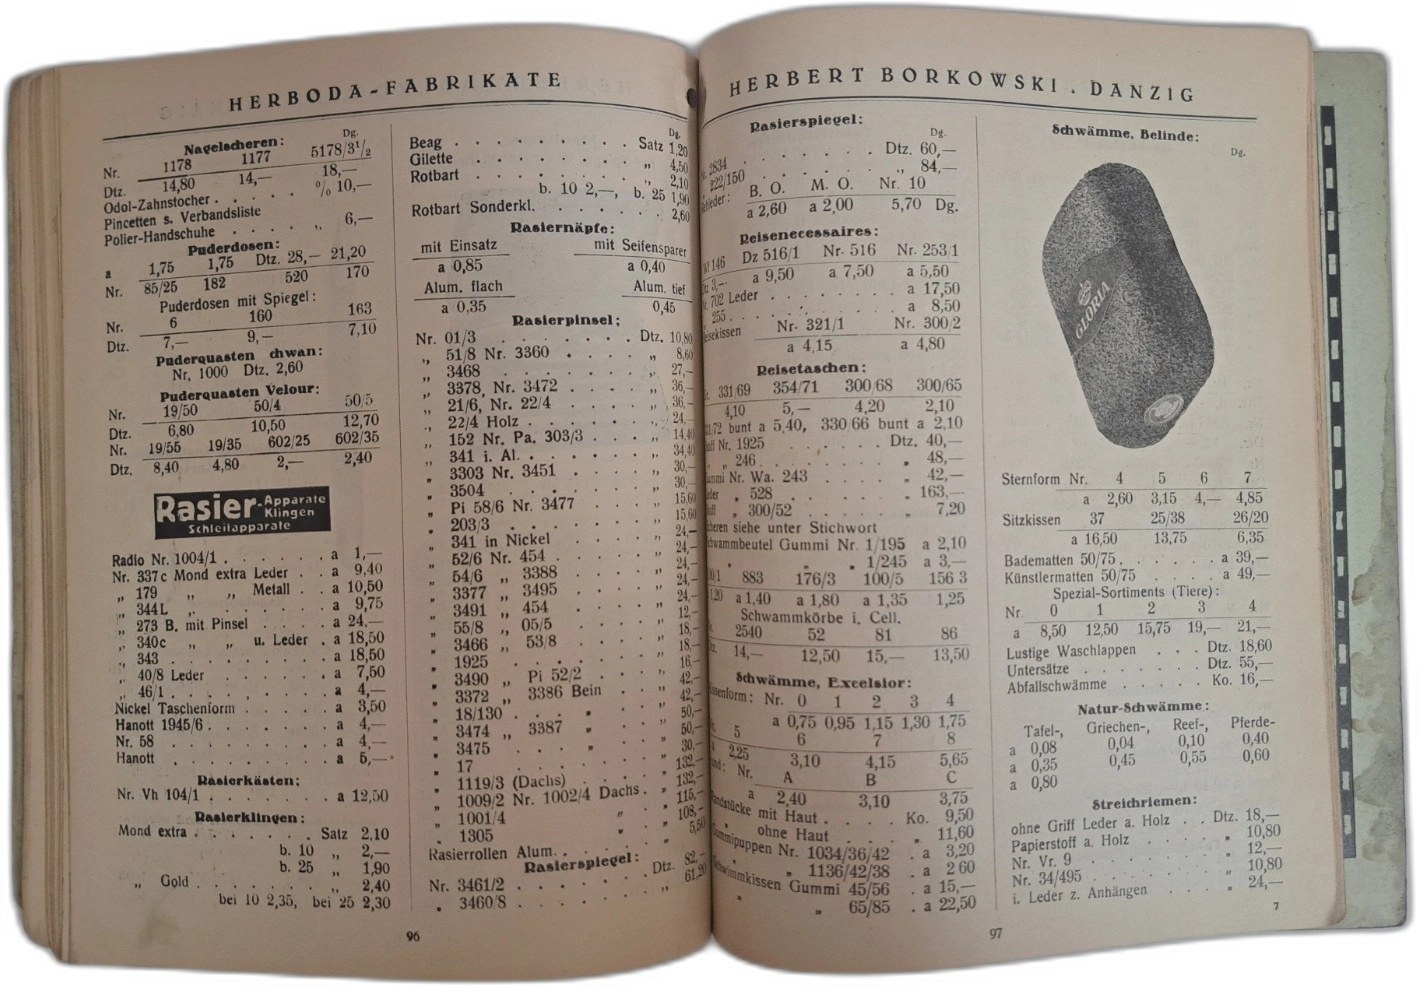 HERBODA-FABRIKATE
Nagelscheren:
Dg.
Nr. 1178 1177 5178/3½
Dtz. 14,80 14,— 18,—
Odol-Zahnstocher . . . . % 10,—
Pincetten s. Verbandsliste
Polier-Handschuhe . . . „ 6,—
Puderdosen:
a 1,75 1,75 Dtz. 28,— 21,20
Nr. 85/25 182 520 170
Puderdosen mit Spiegel:
Nr. 6 160 163
Dtz. 7,— 9,— 7,10
Puderquasten chwan:
Nr, 1000 Dtz. 2,60
Puderquasten Velour:
Nr. 19/50 50/4 50/5
Dtz. 6,80 10,50 12,70
Nr. 19/55 19/35 602/25 602/35
Dtz. 8,40 4,80 2,— 2,40
Rasier-Apparate
Klingen
Schleifapparate
Radio Nr. 1004/1 . . . . . a 1,—
Nr. 337c Mond extra Leder . . a 9,40
„ 179 „ „ Metall . . a 10,50
„ 344L „ . . . . . a 9,75
„ 273 B. mit Pinsel . . . . a 24,—
„ 340c „ „ u. Leder . a 18,50
„ 343 . . . . . . . a 18,50
„ 40/8 Leder . . . . . „ 7,50
„ 46/1 . . . . . . . a 4,—
Nickel Taschenform . . . . a 3,50
Hanott 1945/6 . . . . . . a 4,—
Nr. 58 . . . . . . . . a 4,—
Hanott . . . . . . . . a 5,—
Rasierkästen:
Nr. Vh 104/1 . . . . . . a 12,50
Rasierklingen:
Mond extra . . . . . . Satz 2,10
b. 10 „ 2,—
b. 25 „ 1,90
„ Gold . . . . . . . „ 2,40
bei 10 2,35, bei 25 2,30
Dg.
Beag . . . . . . . . . Satz 1,20
Gilette . . . . . . . . „ 4,50
Rotbart . . . . . . . . „ 2,10
b. 10 2,—, b. 25 1,90
Rotbart Sonderkl. . . . . . . 2,60
Rasiernäpfe:
mit Einsatz mit Seifensparer
a 0,85 a 0,40
Alum. flach Alum. tief
a 0,35 0,45
Rasierpinsel:
Nr. 01/3 . . . . . . . Dtz. 10,80
„ 51/8 Nr. 3360 . . . . „ 8,60
„ 3468 . . . . . . . „ 27,—
„ 3378, Nr. 3472 . . . . „ 36,—
„ 21/6, Nr. 22/4 . . . . „ 36,—
„ 22/4 Holz . . . . . . „ 24,—
„ 152 Nr. Pa. 303/3 . . . „ 14,40
„ 341 i. Al. . . . . . . „ 34,40
„ 3303 Nr. 3451 . . . . „ 30,—
„ 3504 . . . . . . . „ 30,—
„ Pi 58/6 Nr. 3477 . . . „ 15,60
„ 203/3 . . . . . . . „ 15,60
„ 341 in Nickel . . . . . „ 24,—
„ 52/6 Nr. 454 . . . . . „ 24,—
„ 54/6 „ 3388 . . . . „ 24,—
„ 3377 „ 3495 . . . . „ 24,—
„ 3491 „ 454 . . . . „ 24,—
„ 55/8 „ 05/5 . . . . „ 12,—
„ 3466 „ 53/8 . . . . „ 18,—
„ 1925 . . . . . . . „ 18,—
„ 3490 „ Pi 52/2 . . . . „ 16,—
„ 3372 „ 3386 Bein . . . „ 42,—
„ 18/130 . . . „ . . . „ 42,—
„ 3474 „ 3387 „ . . . „ 50,—
„ 3475 . . . . „ . . . „ 50,—
„ 17 . . . . . . . . „ 30,—
„ 1119/3 (Dachs) . . . . „ 132,—
„ 1009/2 Nr. 1002/4 Dachs . . „ 132,—
„ 1001/4 „ . . „ 115,—
„ 1305 „ . . „ 108,—
Rasierrollen Alum. . . . . . „ 5,50
Rasierspiegel:
Nr. 3461/2 . . . . . . Dtz. 82,—
„ 3460/8 . . . . . . „ 61,20
96
HERBERT BORKOWSKI . DANZIG
Rasierspiegel:
Dg.
2834 . . . . . . . Dtz. 60,—
222/150 . . . . . . . „ 84,—
B. O. M. O. Nr. 10
a 2,60 a 2,00 5,70 Dg.
Reisenecessaires:
146 Dz 516/1 Nr. 516 Nr. 253/1
3,— a 9,50 a 7,50 a 5,50
702 Leder . . . . . . . a 17,50
255 . . . . . . . . a 8,50
Nr. 321/1 Nr. 300/2
a 4,15 a 4,80
Reisetaschen:
331/69 354/71 300/68 300/65
4,10 5,— 4,20 2,10
72 bunt a 5,40, 330 66 bunt a 2,10
Nr. 1925 . . . . . . Dtz. 40,—
„ 246 . . . . . . „ 48,—
Nr. Wa. 243 . . . . „ 42,—
„ 528 . . . . . . „ 163,—
„ 300/52 . . . . . „ 7,20
siehe unter Stichwort
Gummi Nr. 1/195 a 2,10
„ „ 1/245 a 3,—
883 176/3 100/5 156 3
1,20 a 1,40 a 1,80 a 1,35 1,25
Schwammkörbe i. Cell.
2540 52 81 86
14,— 12,50 15,— 13,50
Schwämme, Excelsior:
Nr. 0 1 2 3 4
a 0,75 0,95 1,15 1,30 1,75
5 6 7 8
2,25 3,10 4,15 5,65
Nr. A B C
a 2,40 3,10 3,75
mit Haut . . . . Ko. 9,50
ohne Haut . . . . „ 11,60
Nr. 1034/36/42 . a 3,20
„ 1136/42/38 . a 2 60
Gummi 45/56 . a 15,—
„ „ 65/85 . a 22,50
97
Schwämme, Belinde:
Dg.
GLORIA
Sternform Nr. 4 5 6 7
a 2,60 3,15 4,— 4,85
Sitzkissen 37 25/38 26/20
a 16,50 13,75 6,35
Badematten 50/75 . . . . . a 39,—
Künstlermatten 50/75 . . . . a 49,—
Spezial-Sortiments (Tiere):
Nr. 0 1 2 3 4
a 8,50 12,50 15,75 19,— 21,—
Lustige Waschlappen . . . Dtz. 18,60
Untersätze . . . . . . . Dtz. 55,—
Abfallschwämme . . . . . Ko. 16,—
Natur-Schwämme:
Tafel-, Griechen-, Reef-, Pferde-
a 0,08 0,04 0,10 0,40
a 0,35 0,45 0,55 0,60
a 0,80
Streichriemen:
ohne Griff Leder a. Holz . . Dtz. 18,—
Papierstoff a. Holz . . . . „ 10,80
Nr. Vr. 9 . . . . . . . „ 12,—
Nr. 34/495 . . . . . . . „ 10,80
i. Leder z. Anhängen . . . . „ 24,—
7